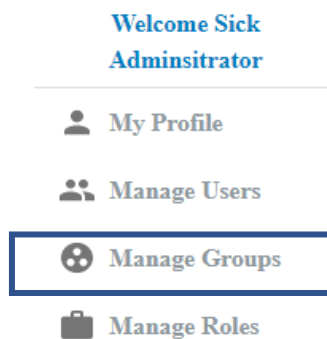 Welcome Sick
Adminsitrator
My Profile
Manage Users
Manage Groups
Manage Roles